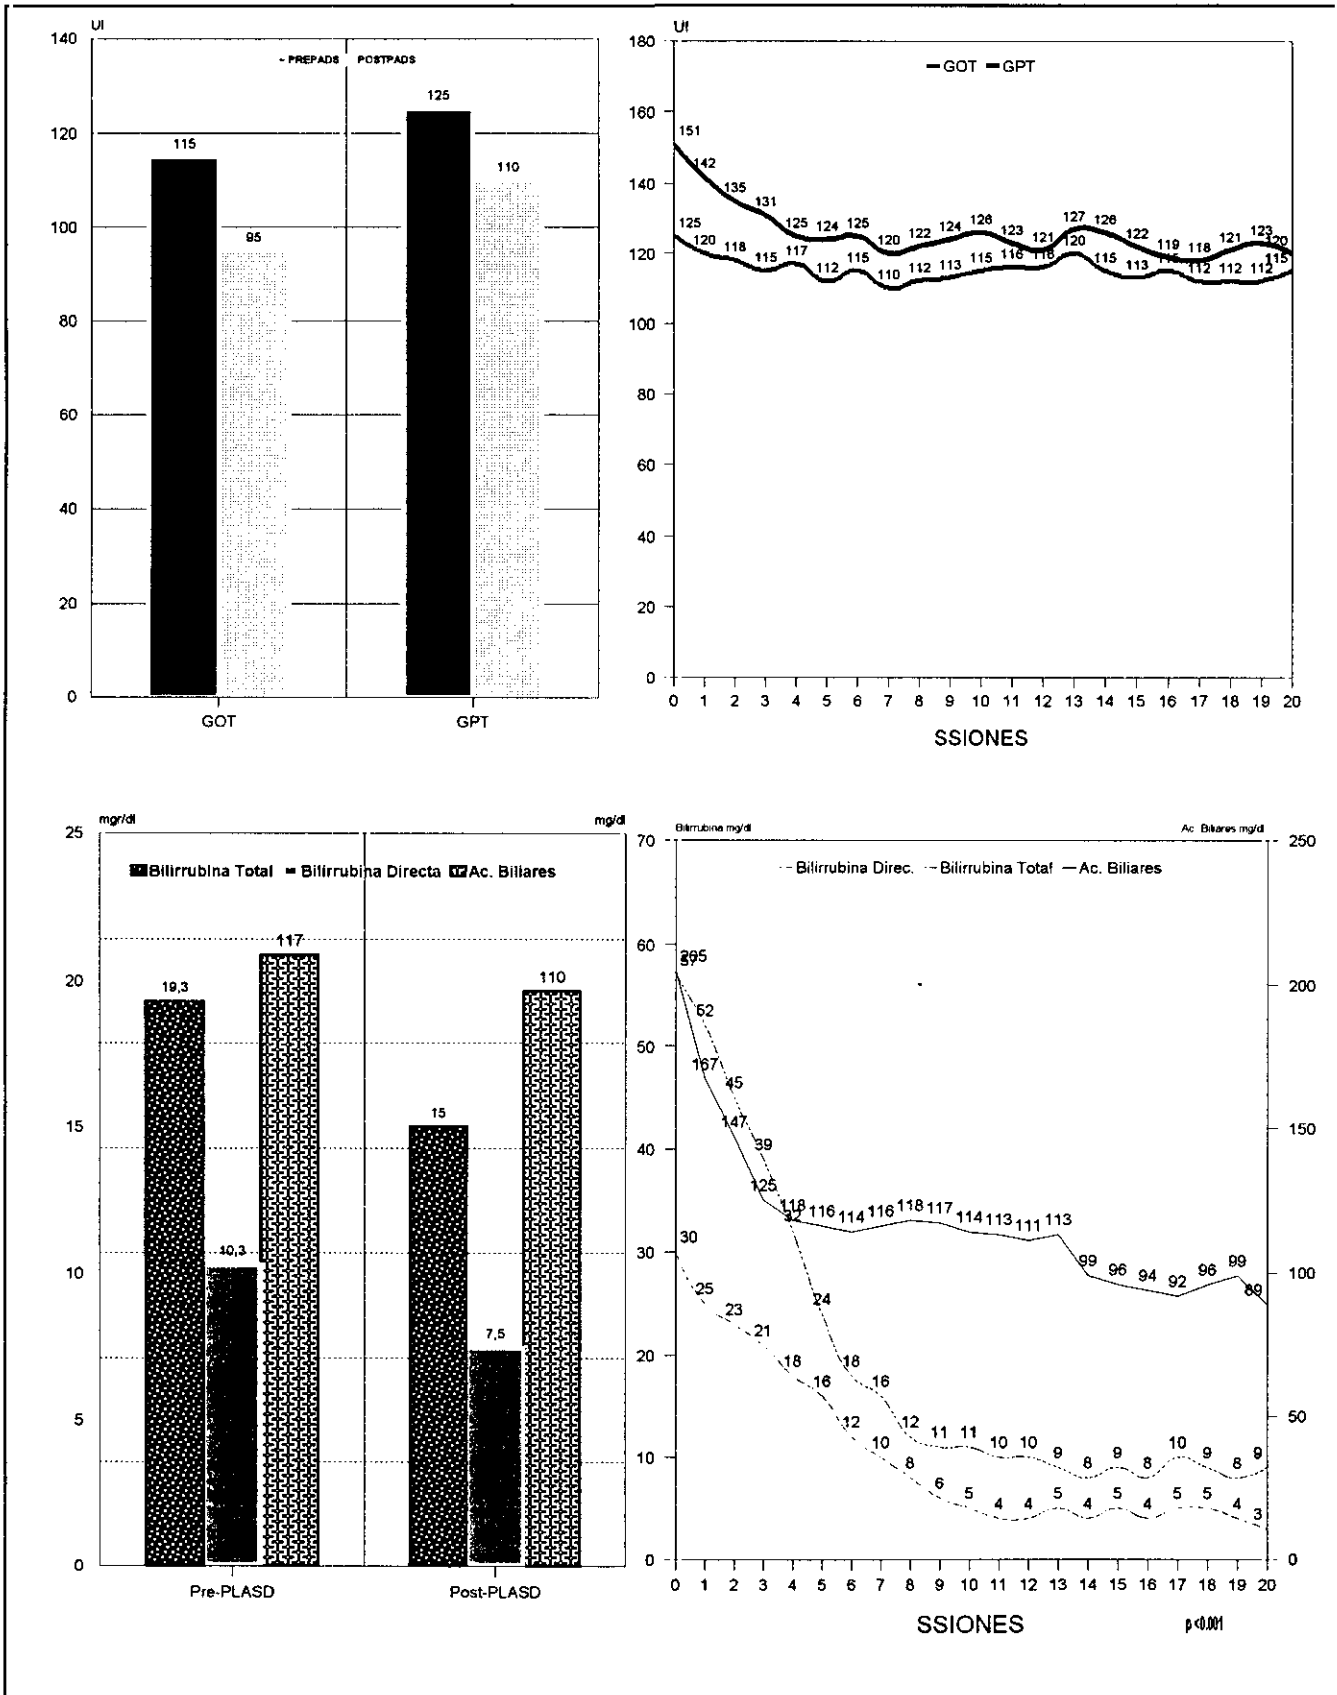 UI
140
- PREPADS POSTPADS
125
120
115
110
100
95
80
60
40
20
0
GOT GPT
UI
180
GOT GPT
160
151
142
140
135
131
125 124 125 120 122 124 126 123 121 127 126 122 119 118 121 123 120
125 120 118 115 117 112 115 110 112 113 115 116 116 120 115 113 115 112 112 112 115
120
100
80
60
40
20
0
0 1 2 3 4 5 6 7 8 9 10 11 12 13 14 15 16 17 18 19 20
SSIONES
mgr/dl mg/dl
25
Bilirrubina Total Bilirrubina Directa Ac. Biliares
117
20
19,3
110
15
15
10,3
10
7,5
5
0
Pre-PLASD Post-PLASD
Bilirrubina mg/dl Ac. Biliares mg/dl
70 250
Bilirrubina Direc. Bilirrubina Total Ac. Biliares
60
205 167 147 125 118 116 114 116 118 117 114 113 111 113 99 96 94 92 96 99 89
57 52 45 39 32 24 18 16 12 11 11 10 10 9 8 9 8 10 9 8 9
30 25 23 21 18 16 12 10 8 6 5 4 4 5 4 5 4 5 5 4 3
200
50
150
40
30
100
20
50
10
0 0
0 1 2 3 4 5 6 7 8 9 10 11 12 13 14 15 16 17 18 19 20
SSIONES
p<0.001